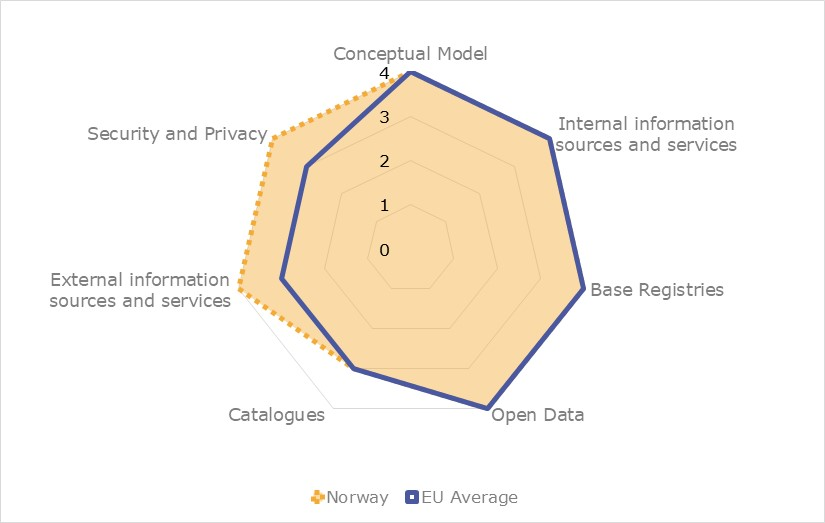 Conceptual Model
4
3
2
1
0
Internal information
sources and services
Base Registries
Open Data
Catalogues
External information
sources and services
Security and Privacy
Norway
EU Average